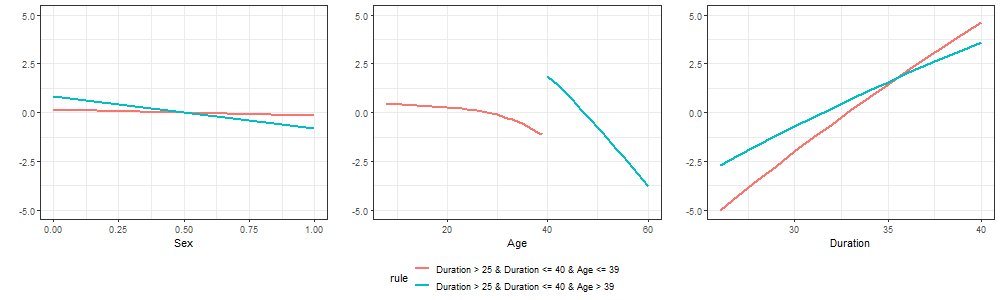 5.0
2.5
0.0
-2.5
-5.0
0.00 0.25 0.50 0.75 1.00
Sex
5.0
2.5
0.0
-2.5
-5.0
20 40 60
Age
5.0
2.5
0.0
-2.5
-5.0
30 35 40
Duration
rule
Duration > 25 & Duration <= 40 & Age <= 39
Duration > 25 & Duration <= 40 & Age > 39